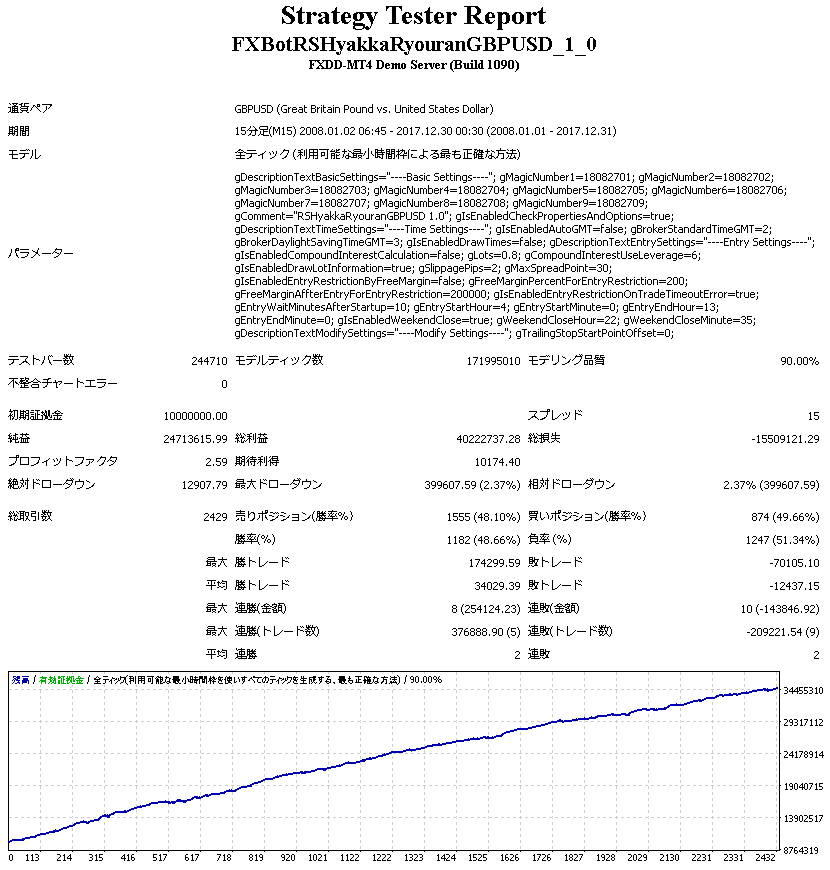 Strategy Tester Report
FXBotRSHyakkaRyouranGBPUSD_1_0
FXDD-MT4 Demo Server (Build 1090)
通貨ペア GBPUSD (Great Britain Pound vs. United States Dollar)
期間 15分足(M15) 2008.01.02 06:45 - 2017.12.30 00:30 (2008.01.01 - 2017.12.31)
モデル 全ティック (利用可能な最小時間枠による最も正確な方法)
パラメーター
gDescriptionTextBasicSettings="----Basic Settings----"; gMagicNumber1=18082701; gMagicNumber2=18082702;
gMagicNumber3=18082703; gMagicNumber4=18082704; gMagicNumber5=18082705; gMagicNumber6=18082706;
gMagicNumber7=18082707; gMagicNumber8=18082708; gMagicNumber9=18082709;
gComment="RSHyakkaRyouranGBPUSD 1.0"; gIsEnabledCheckPropertiesAndOptions=true;
gDescriptionTextTimeSettings="----Time Settings----"; gIsEnabledAutoGMT=false; gBrokerStandardTimeGMT=2;
gBrokerDaylightSavingTimeGMT=3; gIsEnabledDrawTimes=false; gDescriptionTextEntrySettings="----Entry Settings----";
gIsEnabledCompoundInterestCalculation=false; gLots=0.8; gCompoundInterestUseLeverage=6;
gIsEnabledDrawLotInformation=true; gSlippagePips=2; gMaxSpreadPoint=30;
gIsEnabledEntryRestrictionByFreeMargin=false; gFreeMarginPercentForEntryRestriction=200;
gFreeMarginAffterEntryForEntryRestriction=200000; gIsEnabledEntryRestrictionOnTradeTimeoutError=true;
gEntryWaitMinutesAfterStartup=10; gEntryStartHour=4; gEntryStartMinute=0; gEntryEndHour=13;
gEntryEndMinute=0; gIsEnabledWeekendClose=true; gWeekendCloseHour=22; gWeekendCloseMinute=35;
gDescriptionTextModifySettings="----Modify Settings----"; gTrailingStopStartPointOffset=0;
テストバー数 244710 モデルティック数 171995010 モデリング品質 90.00%
不整合チャートエラー 0
初期証拠金 10000000.00 スプレッド 15
純益 24713615.99 総利益 40222737.28 総損失 -15509121.29
プロフィットファクタ 2.59 期待利得 10174.40
絶対ドローダウン 12907.79 最大ドローダウン 399607.59 (2.37%) 相対ドローダウン 2.37% (399607.59)
総取引数 2429 売りポジション(勝率%) 1555 (48.10%) 買いポジション(勝率%) 874 (49.66%)
勝率(%) 1182 (48.66%) 負率 (%) 1247 (51.34%)
最大 勝トレード 174299.59 敗トレード -70105.10
平均 勝トレード 34029.39 敗トレード -12437.15
最大 連勝(金額) 8 (254124.23) 連敗(金額) 10 (-143846.92)
最大 連勝(トレード数) 376888.90 (5) 連敗(トレード数) -209221.54 (9)
平均 連勝 2 連敗 2
残高 / 有効証拠金 / 全ティック(利用可能な最小時間枠を使いすべてのティックを生成する、最も正確な方法) / 90.00%
34455310
29317112
24178914
19040715
13902517
8764319
0 113 214 315 416 517 617 718 819 920 1021 1122 1222 1323 1424 1525 1626 1726 1827 1928 2029 2130 2231 2331 2432